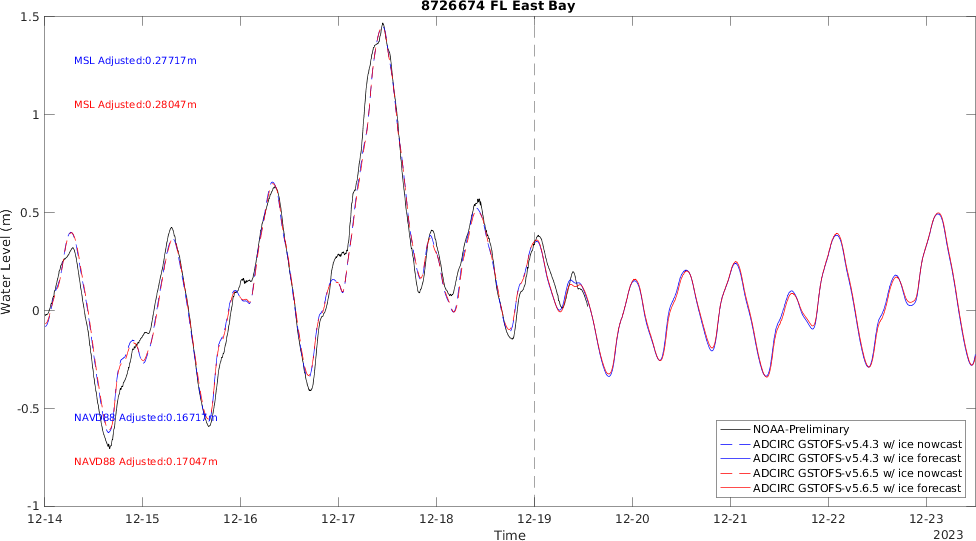 8726674 FL East Bay
1.5
MSL Adjusted:0.27717m
MSL Adjusted:0.28047m
1
0.5
Water Level (m)
0
-0.5
NAVD88 Adjusted:0.16717m
NAVD88 Adjusted:0.17047m
NOAA-Preliminary
ADCIRC GSTOFS-v5.4.3 w/ ice nowcast
ADCIRC GSTOFS-v5.4.3 w/ ice forecast
ADCIRC GSTOFS-v5.6.5 w/ ice nowcast
ADCIRC GSTOFS-v5.6.5 w/ ice forecast
-1
12-14 12-15 12-16 12-17 12-18 12-19 12-20 12-21 12-22 12-23
Time
2023